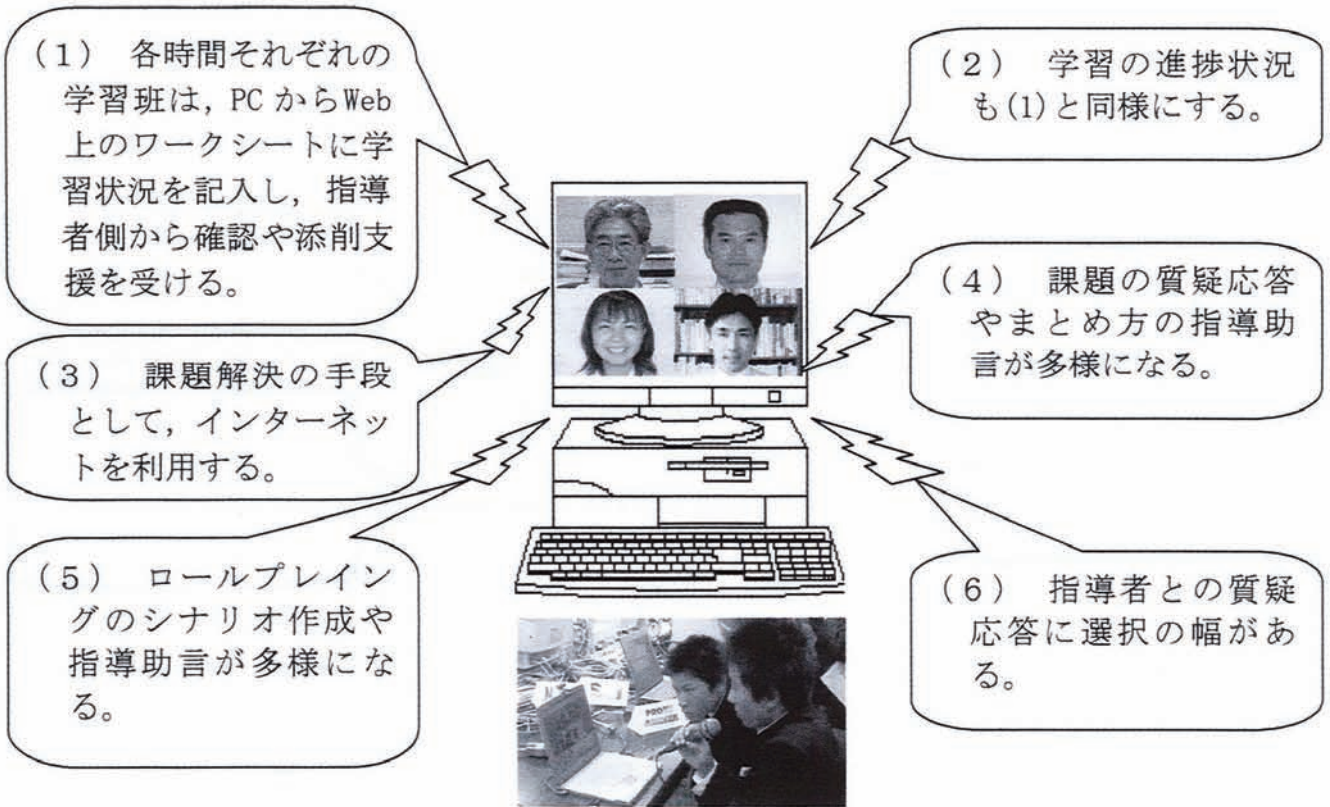 (1) 各時間それぞれの
学習班は，PCからWeb
上のワークシートに学
習状況を記入し，指導
者側から確認や添削支
援を受ける。
(2) 学習の進捗状況
も(1)と同様にする。
(3) 課題解決の手段
として，インターネッ
トを利用する。
(4) 課題の質疑応答
やまとめ方の指導助
言が多様になる。
(5) ロールプレイン
グのシナリオ作成や
指導助言が多様にな
る。
(6) 指導者との質疑
応答に選択の幅があ
る。